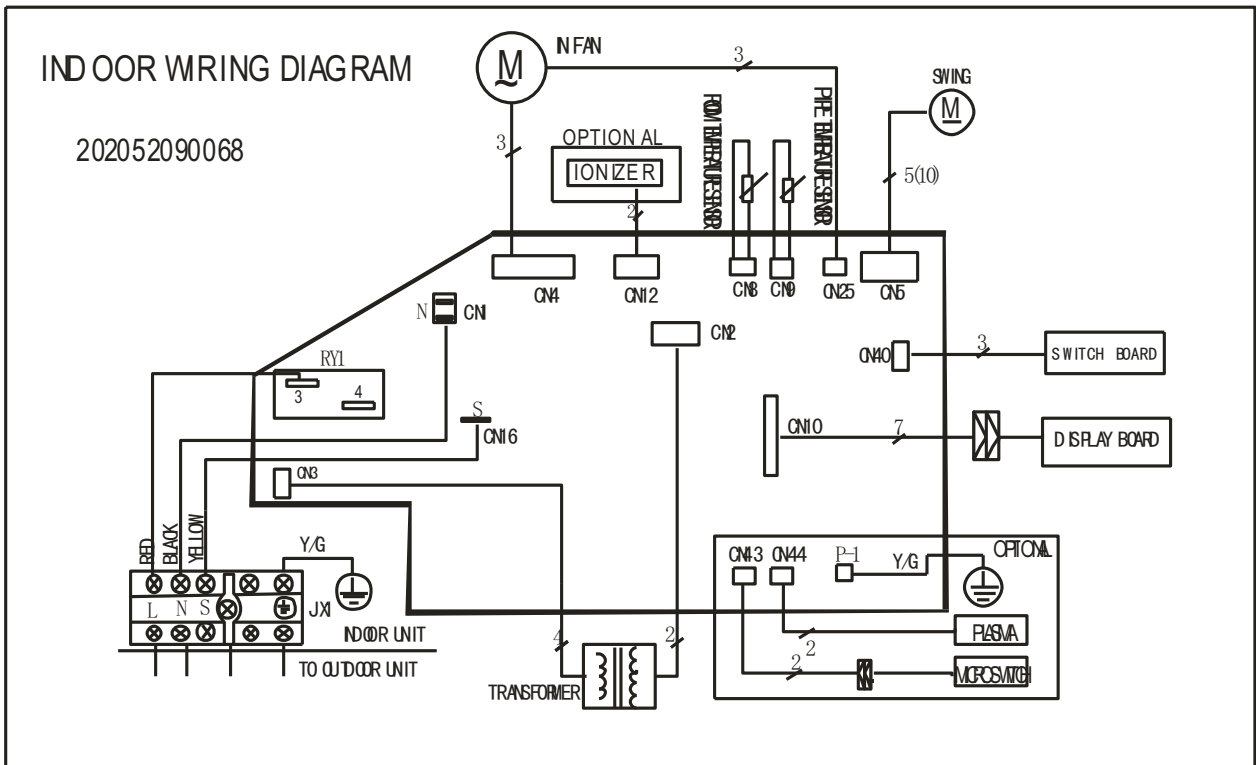 INDOOR WIRING DIAGRAM
202052090068
M
IN FAN
3
3
OPTIONAL
IONIZER
2
ROOM TEMPERATURE SENSOR
PIPE TEMPERATURE SENSOR
SWING
M
5(10)
CN4
CN12
CN8
CN9
CN25
CN5
N
CN1
CN2
RY1
3
4
S
CN16
CN3
CN40
3
SWITCH BOARD
CN10
7
DISPLAY BOARD
RED
BLACK
YELLOW
Y/G
L N S
JX1
INDOOR UNIT
TO OUTDOOR UNIT
4
2
TRANSFORMER
OPTIONAL
CN43
CN44
P-1
Y/G
PLASMA
2
2
MICROSWITCH